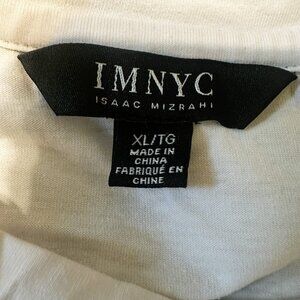 IMNYC
ISAAC MIZRAHI
XL/TG
MADE IN
CHINA
FABRIQUÉ EN
CHINE